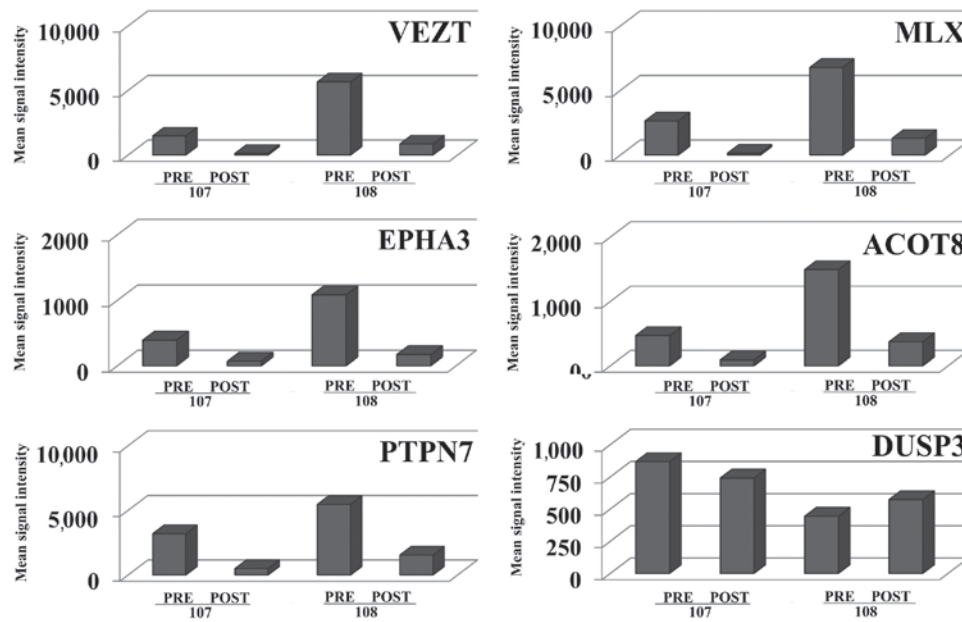 VEZT
Mean signal intensity
10,000
5,000
0
PRE POST PRE POST
107 108
MLX
Mean signal intensity
10,000
5,000
0
PRE POST PRE POST
107 108
EPHA3
Mean signal intensity
2000
1000
0
PRE POST PRE POST
107 108
ACOT8
Mean signal intensity
2,000
1,000
PRE POST PRE POST
107 108
PTPN7
Mean signal intensity
10,000
5,000
0
PRE POST PRE POST
107 108
DUSP3
Mean signal intensity
1,000
750
500
250
0
PRE POST PRE POST
107 108